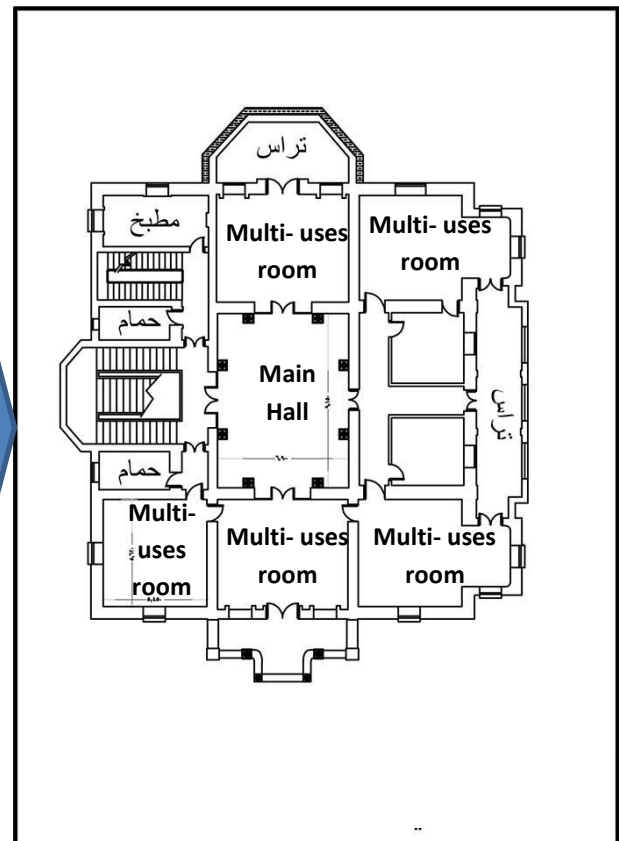 تراس
مطبخ
Multi- uses
room
Multi- uses
room
حمام
Main
Hall
تراس
حمام
Multi-
uses
room
Multi- uses
room
Multi- uses
room